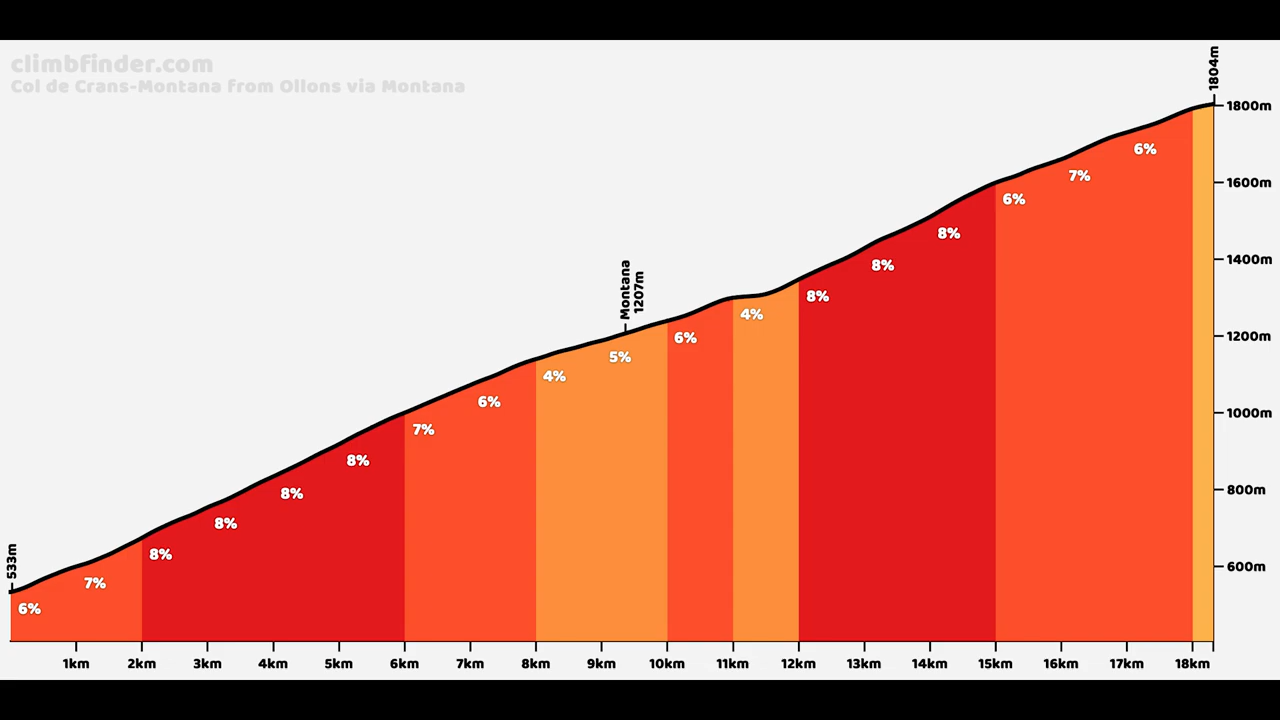 climbfinder.com
Col de Crans-Montana from Ollons via Montana
1804m
1800m
6%
7%
1600m
6%
8%
1400m
8%
Montana
1207m
8%
4%
1200m
6%
5%
4%
1000m
6%
7%
8%
800m
8%
8%
600m
8%
533m
7%
6%
1km
2km
3km
4km
5km
6km
7km
8km
9km
10km
11km
12km
13km
14km
15km
16km
17km
18km